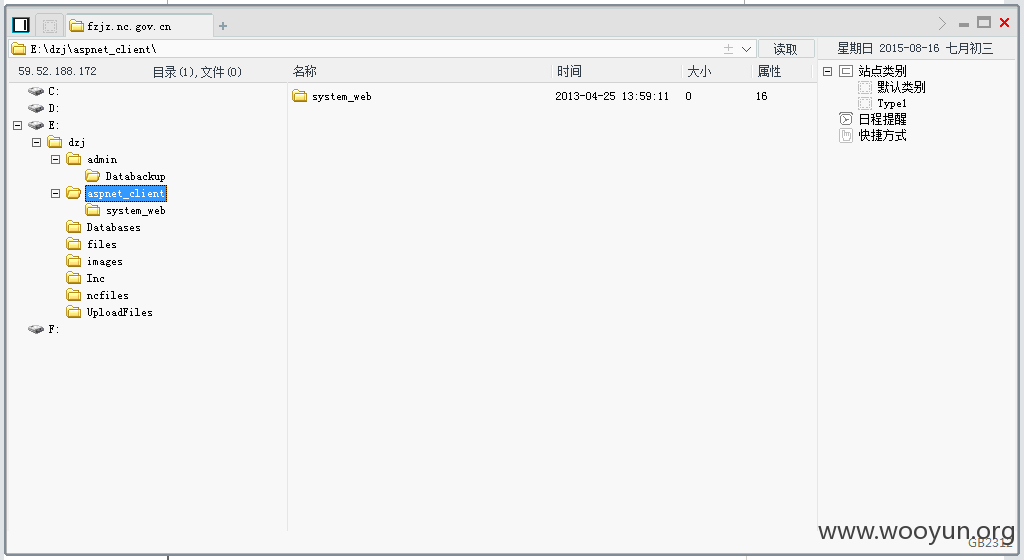 fzjz.nc.gov.cn
E:\dzj\aspnet_client\
读取
星期日 2015-08-16 七月初三
59.52.188.172
目录(1),文件(0)
名称
时间
大小
属性
C:
D:
E:
dzj
admin
Databackup
aspnet_client
system_web
Databases
files
images
Inc
ncfiles
UploadFiles
F:
system_web
2013-04-25 13:59:11
0
16
站点类别
默认类别
Type1
日程提醒
快捷方式
www.wooyun.org
GB2312